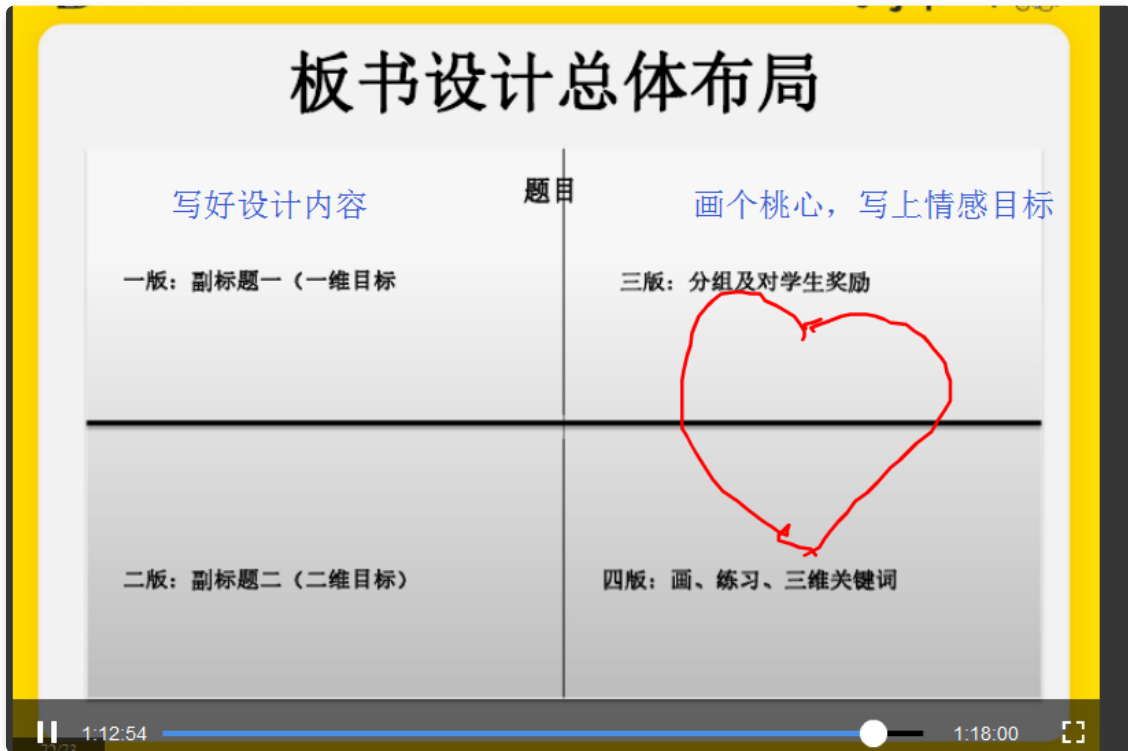 板书设计总体布局
题目
写好设计内容
画个桃心，写上情感目标
一版：副标题一（一维目标
三版：分组及对学生奖励
二版：副标题二（二维目标）
四版：画、练习、三维关键词
1:12:54
1:18:00
72/73